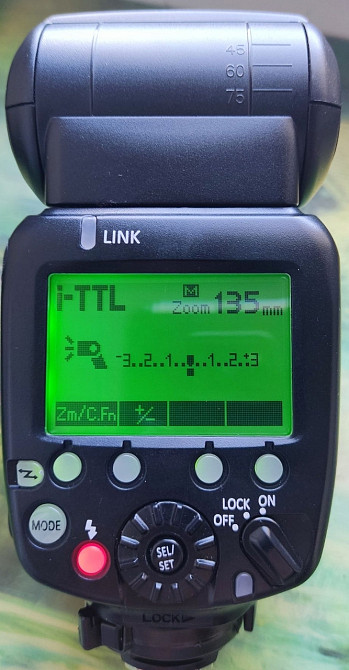 45
60
75
LINK
i-TTL
M
Zoom 135mm
-3..2..1..▮..1..2.:+3
Zm/C.Fn +/-
MODE
SEL/
SET
LOCK ON
OFF
LOCK▶